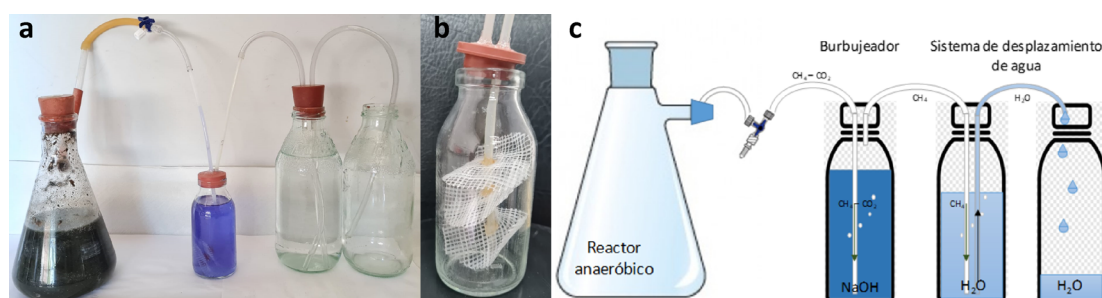 a
b
c
Burbujeador
Sistema de desplazamiento
de agua
CH₄ – CO₂
CH₄
H₂O
CH₄ – CO₂
CH₄
Reactor
anaeróbico
NaOH
H₂O
H₂O